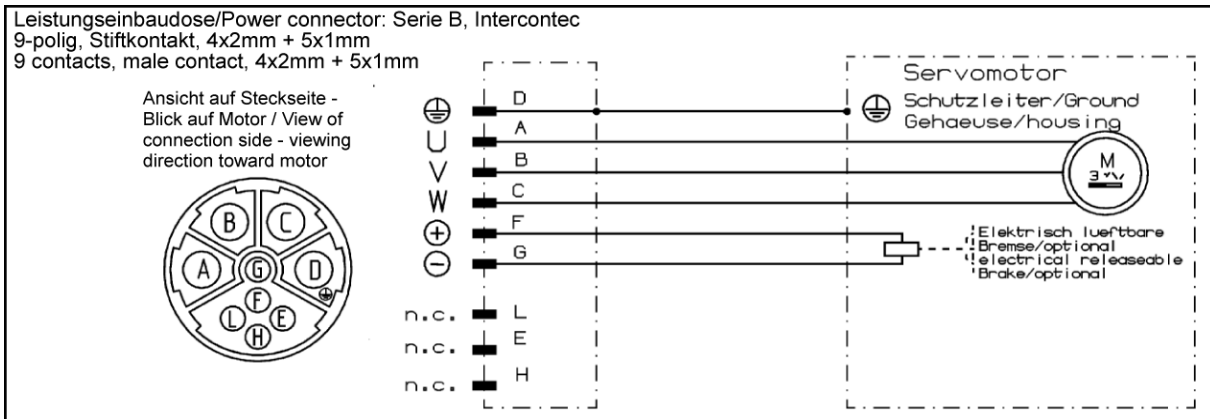 Leistungseinbaudose/Power connector: Serie B, Intercontec
9-polig, Stiftkontakt, 4x2mm + 5x1mm
9 contacts, male contact, 4x2mm + 5x1mm
Ansicht auf Steckseite -
Blick auf Motor / View of
connection side - viewing
direction toward motor
B C
A G D
F
L E
H
D
U A
V B
W C
+ F
- G
n.c. L
n.c. E
n.c. H
Servomotor
Schutzleiter/Ground
Gehaeuse/housing
M
3~
Elektrisch lueftbare
Bremse/optional
electrical releaseable
Brake/optional